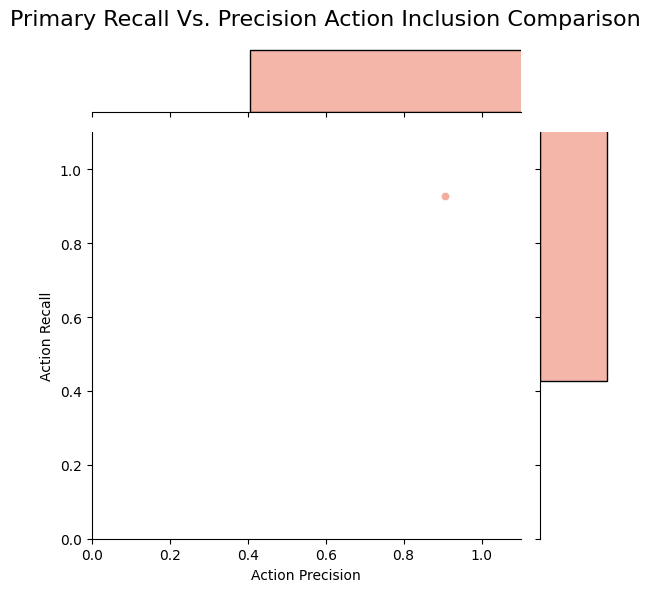 Primary Recall Vs. Precision Action Inclusion Comparison
1.0
0.8
0.6
0.4
0.2
0.0
Action Recall
0.0 0.2 0.4 0.6 0.8 1.0
Action Precision